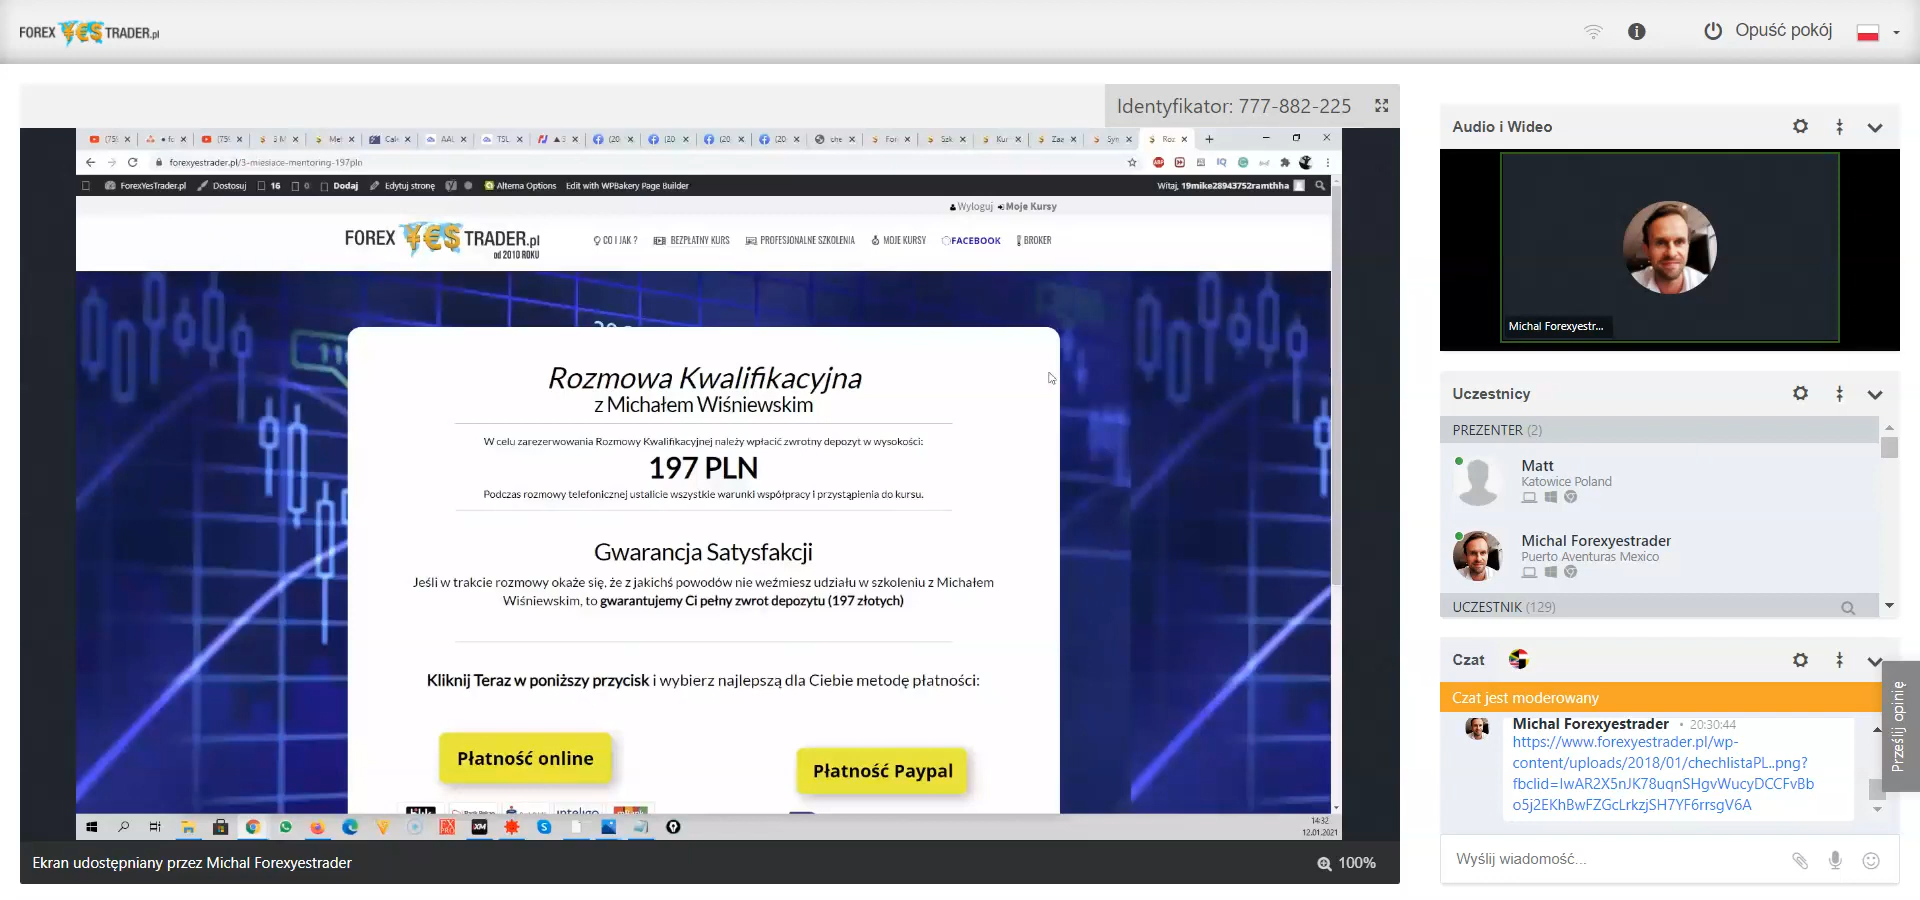 FOREX Y€S TRADER.pl
Opuść pokój
Identyfikator: 777-882-225
forexyestrader.pl/3-miesiace-mentoring-197pln
ForexYesTrader.pl Dostosuj 16 0 Dodaj Edytuj stronę Alterna Options Edit with WPBakery Page Builder Witaj, 19mike28943752ramthha
Wyloguj Moje Kursy
FOREX Y€S TRADER.pl
od 2010 ROKU
CO I JAK ? BEZPŁATNY KURS PROFESJONALNE SZKOLENIA MOJE KURSY FACEBOOK BROKER
Rozmowa Kwalifikacyjna
z Michałem Wiśniewskim
W celu zarezerwowania Rozmowy Kwalifikacyjnej należy wpłacić zwrotny depozyt w wysokości:
197 PLN
Podczas rozmowy telefonicznej ustalicie wszystkie warunki współpracy i przystąpienia do kursu.
Gwarancja Satysfakcji
Jeśli w trakcie rozmowy okaże się, że z jakichś powodów nie weźmiesz udziału w szkoleniu z Michałem
Wiśniewskim, to gwarantujemy Ci pełny zwrot depozytu (197 złotych)
Kliknij Teraz w poniższy przycisk i wybierz najlepszą dla Ciebie metodę płatności:
Płatność online
Płatność Paypal
inteligo
14:32
12.01.2021
Ekran udostępniany przez Michal Forexyestrader
100%
Audio i Wideo
Michal Forexyestr...
Uczestnicy
PREZENTER (2)
Matt
Katowice Poland
Michal Forexyestrader
Puerto Aventuras Mexico
UCZESTNIK (129)
Czat
Czat jest moderowany
Michal Forexyestrader • 20:30:44
https://www.forexyestrader.pl/wp-
content/uploads/2018/01/chechlistaPL..png?
fbclid=IwAR2X5nJK78uqnSHgvWucyDCCFvBb
o5j2EKhBwFZGcLrkzjSH7YF6rrsgV6A
Wyślij wiadomość...
Prześlij opinię